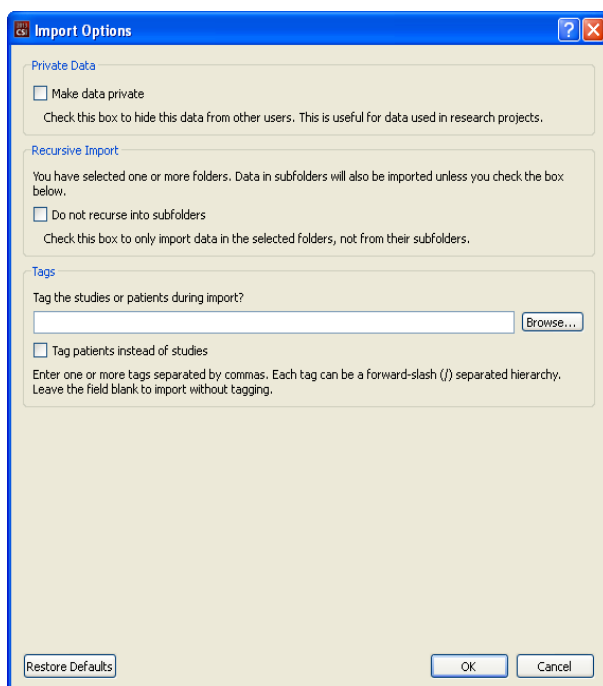 2013
CSI
Import Options
Private Data
Make data private
Check this box to hide this data from other users. This is useful for data used in research projects.
Recursive Import
You have selected one or more folders. Data in subfolders will also be imported unless you check the box
below.
Do not recurse into subfolders
Check this box to only import data in the selected folders, not from their subfolders.
Tags
Tag the studies or patients during import?
Browse...
Tag patients instead of studies
Enter one or more tags separated by commas. Each tag can be a forward-slash (/) separated hierarchy.
Leave the field blank to import without tagging.
Restore Defaults
OK
Cancel